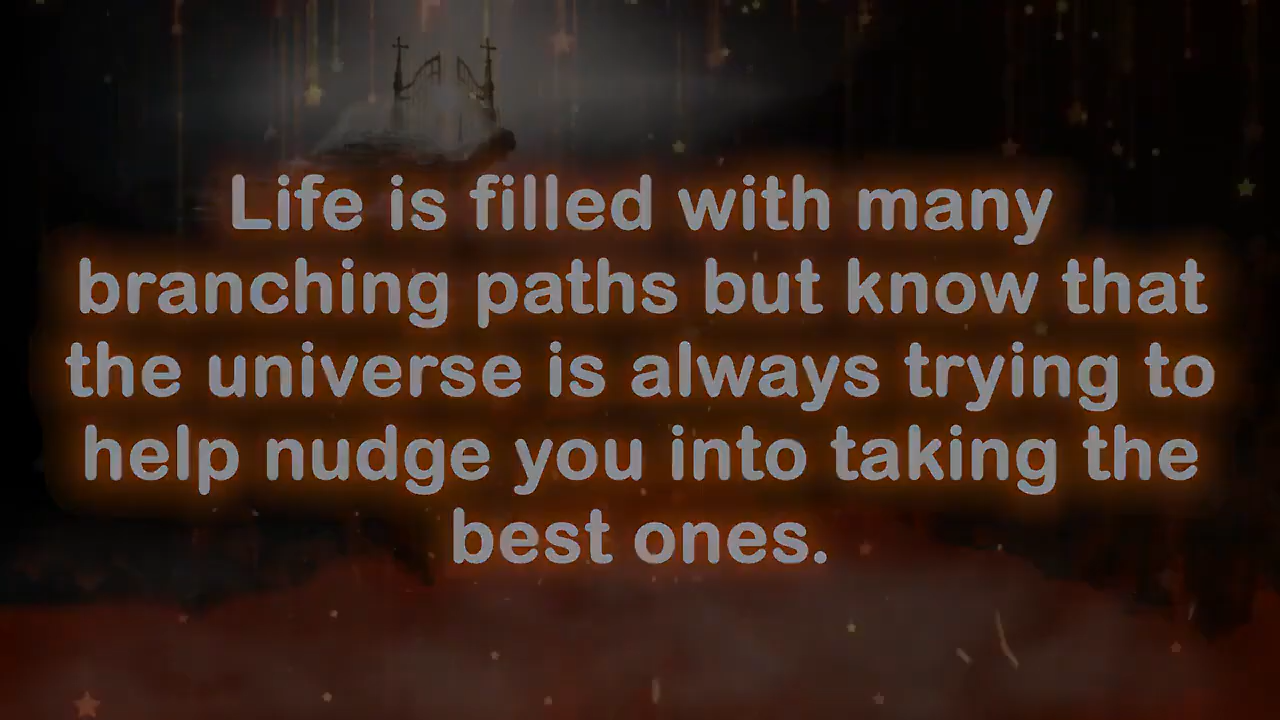 Life is filled with many
branching paths but know that
the universe is always trying to
help nudge you into taking the
best ones.